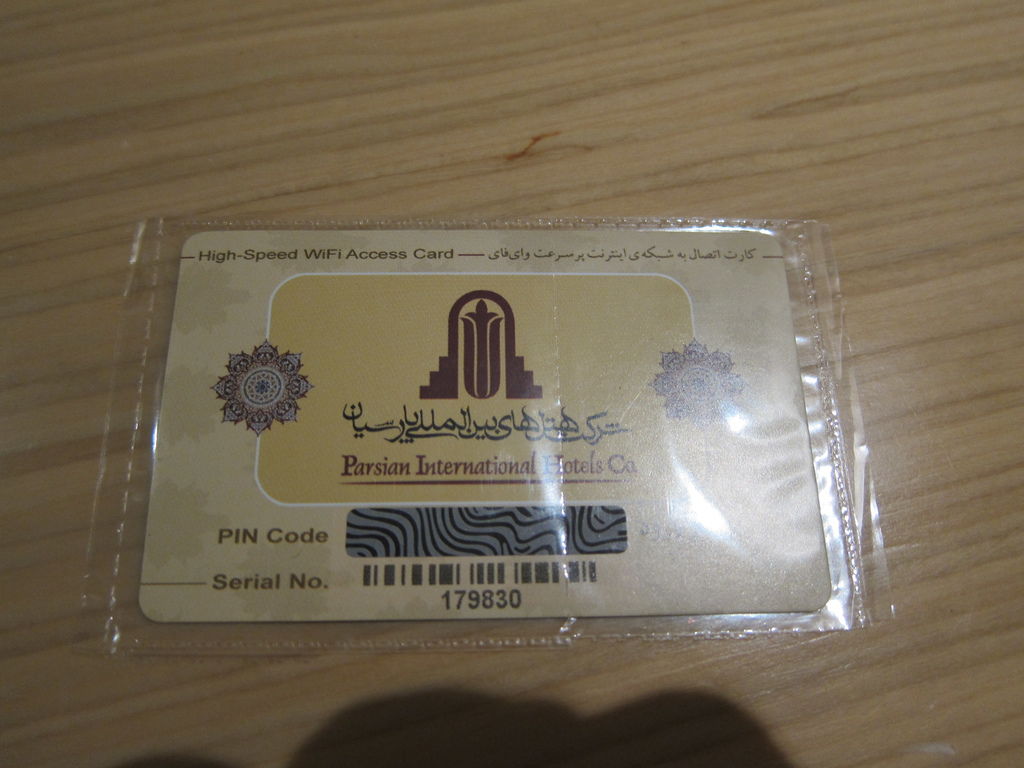 High-Speed WiFi Access Card
کارت اتصال به شبکه‌ی اینترنت پرسرعت وای‌فای
شرکت هتل‌های بین‌المللی پارسیان
Parsian International Hotels Co.
PIN Code
Serial No.
179830